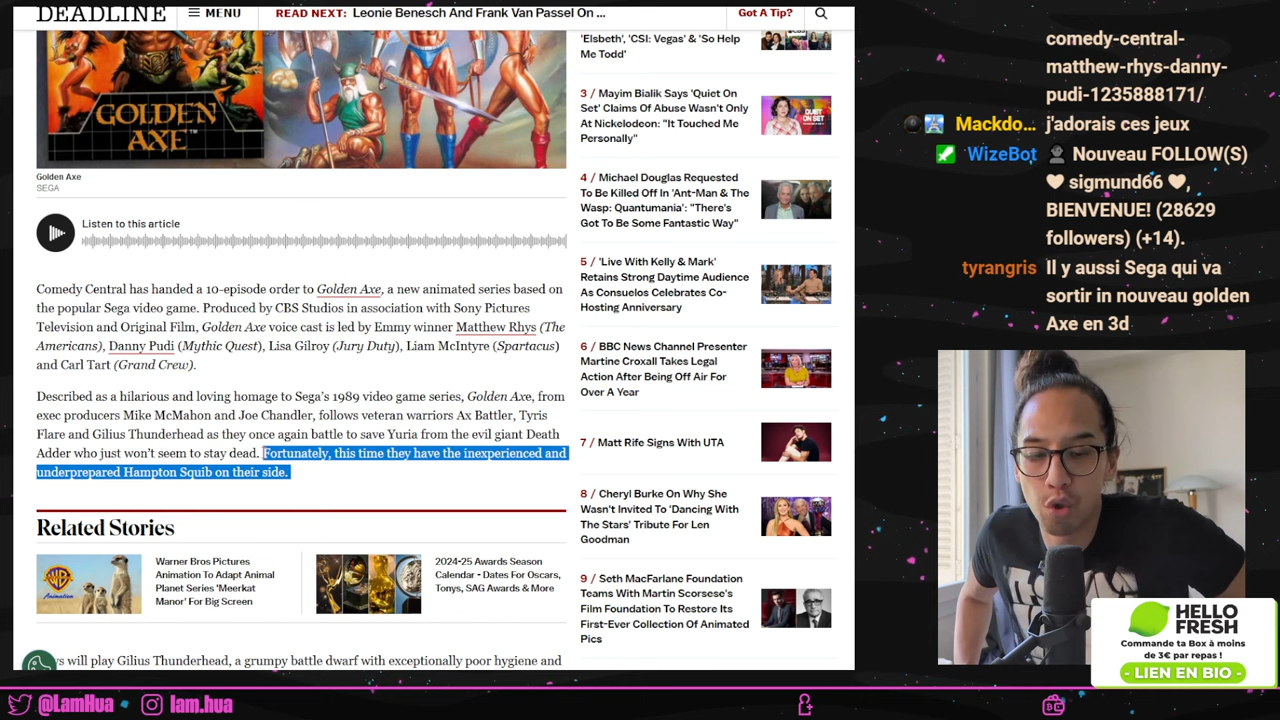 DEADLINE
MENU
READ NEXT: Leonie Benesch And Frank Van Passel On ...
Got A Tip?
GOLDEN
AXE
Golden Axe
SEGA
Listen to this article
Comedy Central has handed a 10-episode order to Golden Axe, a new animated series based on
the popular Sega video game. Produced by CBS Studios in association with Sony Pictures
Television and Original Film, Golden Axe voice cast is led by Emmy winner Matthew Rhys (The
Americans), Danny Pudi (Mythic Quest), Lisa Gilroy (Jury Duty), Liam McIntyre (Spartacus)
and Carl Tart (Grand Crew).
Described as a hilarious and loving homage to Sega's 1989 video game series, Golden Axe, from
exec producers Mike McMahon and Joe Chandler, follows veteran warriors Ax Battler, Tyris
Flare and Gilius Thunderhead as they once again battle to save Yuria from the evil giant Death
Adder who just won't seem to stay dead. Fortunately, this time they have the inexperienced and
underprepared Hampton Squib on their side.
Related Stories
WB
Animation
Warner Bros Pictures
Animation To Adapt Animal
Planet Series 'Meerkat
Manor' For Big Screen
2024-25 Awards Season
Calendar - Dates For Oscars,
Tonys, SAG Awards & More
s will play Gilius Thunderhead, a grumpy battle dwarf with exceptionally poor hygiene and
'Elsbeth', 'CSI: Vegas' & 'So Help
Me Todd'
3 / Mayim Bialik Says 'Quiet On
Set' Claims Of Abuse Wasn't Only
At Nickelodeon: "It Touched Me
Personally"
QUIET
ON SET
4 / Michael Douglas Requested
To Be Killed Off In 'Ant-Man & The
Wasp: Quantumania': "There's
Got To Be Some Fantastic Way"
5 / 'Live With Kelly & Mark'
Retains Strong Daytime Audience
As Consuelos Celebrates Co-
Hosting Anniversary
6 / BBC News Channel Presenter
Martine Croxall Takes Legal
Action After Being Off Air For
Over A Year
7 / Matt Rife Signs With UTA
8 / Cheryl Burke On Why She
Wasn't Invited To 'Dancing With
The Stars' Tribute For Len
Goodman
9 / Seth MacFarlane Foundation
Teams With Martin Scorsese's
Film Foundation To Restore Its
First-Ever Collection Of Animated
Pics
comedy-central-
matthew-rhys-danny-
pudi-1235888171/
Mackdo... j'adorais ces jeux
WizeBot Nouveau FOLLOW(S)
sigmund66 ,
BIENVENUE! (28629
followers) (+14).
tyrangris Il y aussi Sega qui va
sortir in nouveau golden
Axe en 3d
HELLO
FRESH
Commande ta Box à moins
de 3€ par repas !
- LIEN EN BIO -
@LamHua
lam.hua